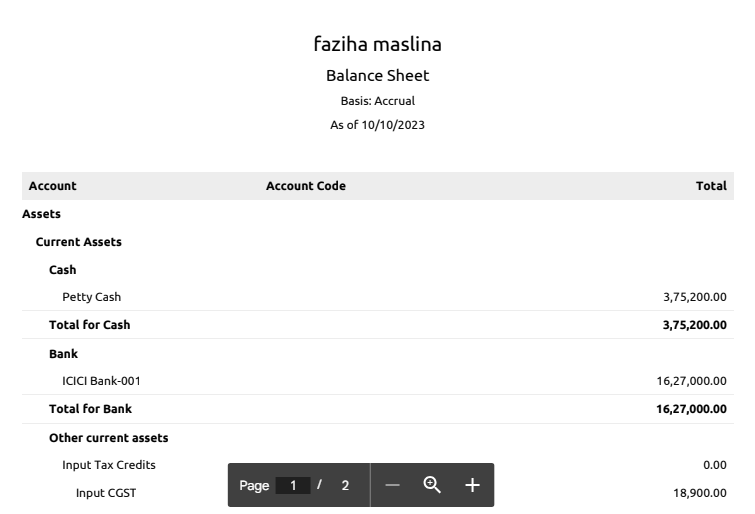 faziha maslina
Balance Sheet
Basis: Accrual
As of 10/10/2023
Account Account Code Total
Assets
Current Assets
Cash
Petty Cash 3,75,200.00
Total for Cash 3,75,200.00
Bank
ICICI Bank-001 16,27,000.00
Total for Bank 16,27,000.00
Other current assets
Input Tax Credits 0.00
Input CGST 18,900.00
Page 1 / 2